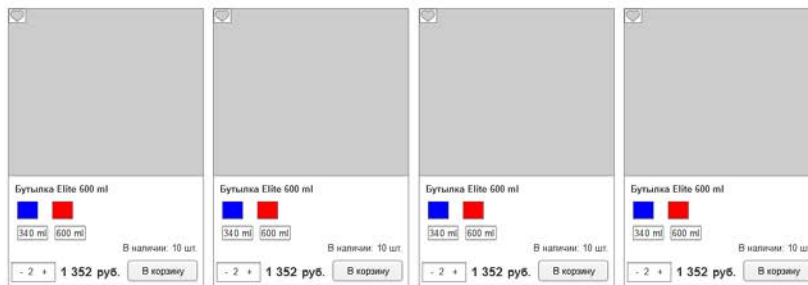 Бутылка Elite 600 ml
340 ml 600 ml
В наличии: 10 шт.
- 2 + 1 352 руб. В корзину
Бутылка Elite 600 ml
340 ml 600 ml
В наличии: 10 шт.
- 2 + 1 352 руб. В корзину
Бутылка Elite 600 ml
340 ml 600 ml
В наличии: 10 шт.
- 2 + 1 352 руб. В корзину
Бутылка Elite 600 ml
340 ml 600 ml
В наличии: 10 шт.
- 2 + 1 352 руб. В корзину